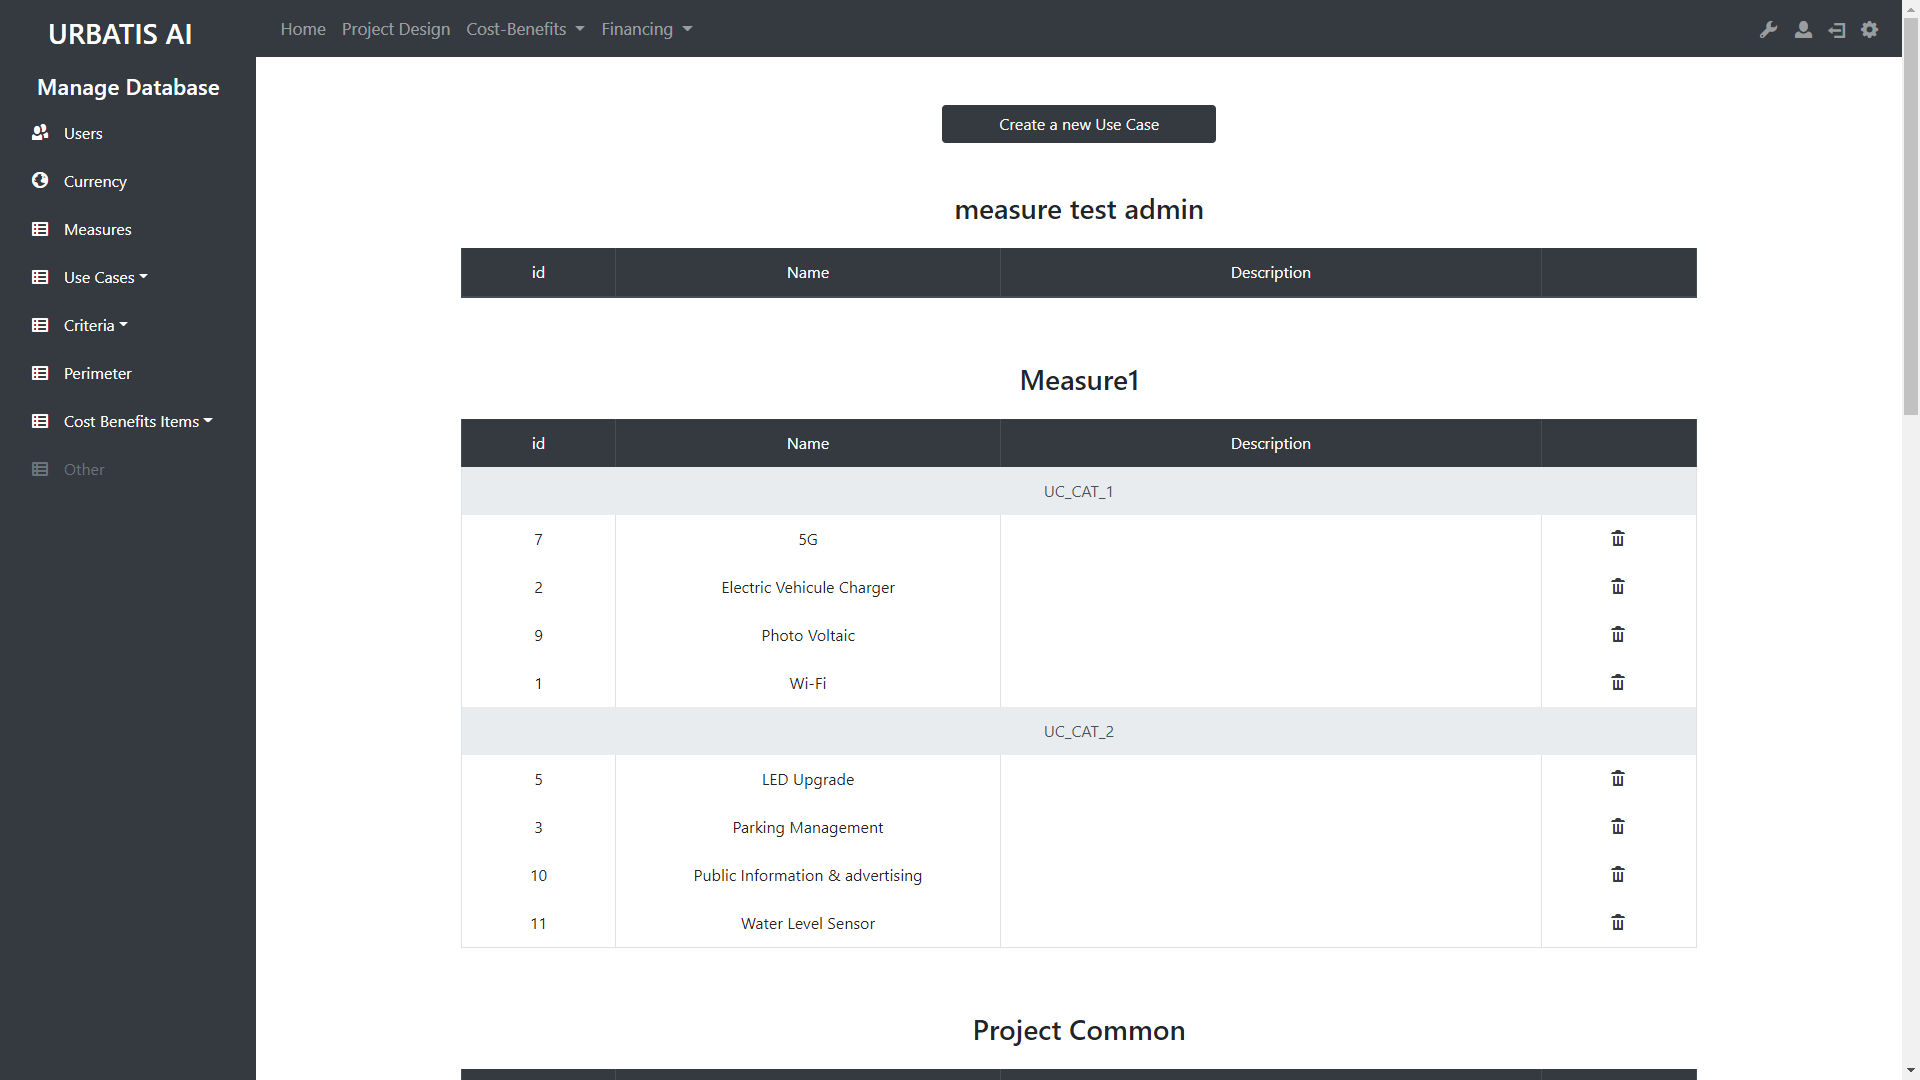 URBATIS AI
Home Project Design Cost-Benefits Financing
Manage Database
Users
Currency
Measures
Use Cases
Criteria
Perimeter
Cost Benefits Items
Other
Create a new Use Case
measure test admin
id Name Description
Measure1
id Name Description
UC_CAT_1
7 5G
2 Electric Vehicule Charger
9 Photo Voltaic
1 Wi-Fi
UC_CAT_2
5 LED Upgrade
3 Parking Management
10 Public Information & advertising
11 Water Level Sensor
Project Common